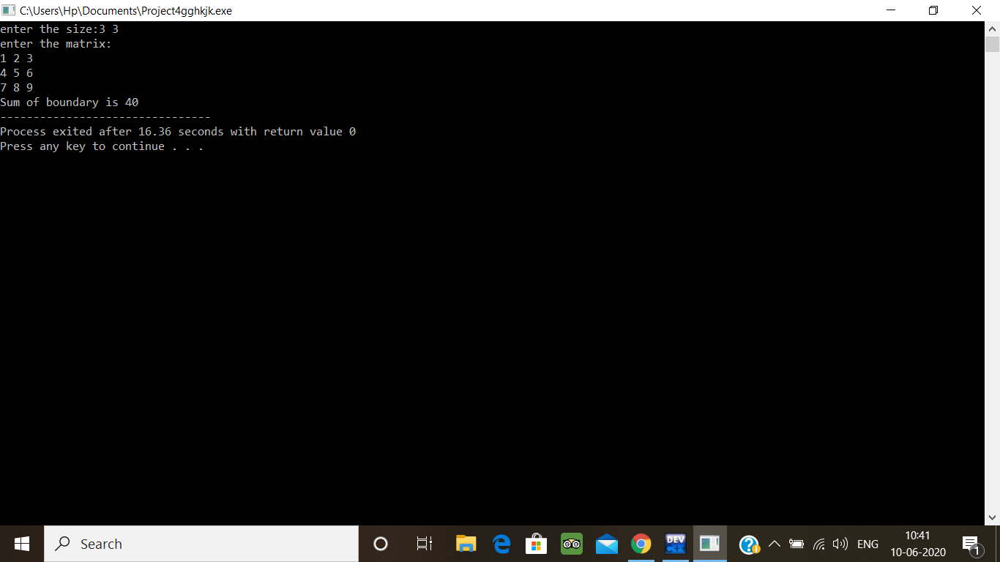 C:\Users\Hp\Documents\Project4gghkjk.exe
enter the size:3 3
enter the matrix:
1 2 3
4 5 6
7 8 9
Sum of boundary is 40
--------------------------------
Process exited after 16.36 seconds with return value 0
Press any key to continue . . .
Search
DEV
C++
ENG
10:41
10-06-2020
1